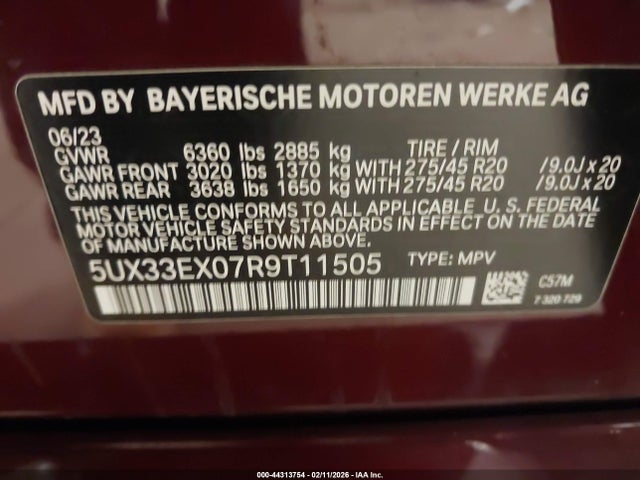 MFD BY BAYERISCHE MOTOREN WERKE AG
06/23
GVWR 6360 lbs 2885 kg TIRE / RIM
GAWR FRONT 3020 lbs 1370 kg WITH 275/45 R20 /9.0J x 20
GAWR REAR 3638 lbs 1650 kg WITH 275/45 R20 /9.0J x 20
THIS VEHICLE CONFORMS TO ALL APPLICABLE U. S. FEDERAL
MOTOR VEHICLE SAFETY STANDARDS IN EFFECT ON THE
DATE OF MANUFACTURE SHOWN ABOVE.
5UX33EX07R9T11505 TYPE: MPV
C57M
7 320 729
000-44313754 - 02/11/2026 - IAA Inc.